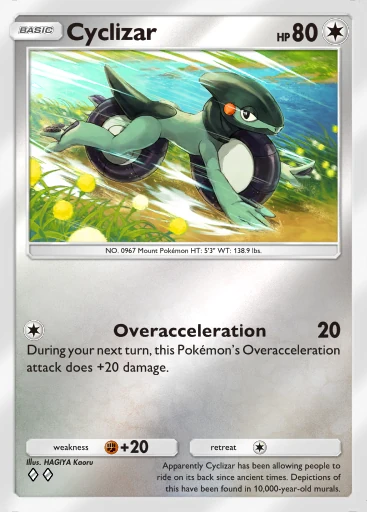 BASIC Cyclizar HP 80
NO. 0967 Mount Pokémon HT: 5'3" WT: 138.9 lbs.
Overacceleration 20
During your next turn, this Pokémon's Overacceleration
attack does +20 damage.
weakness +20 retreat
Illus. HAGIYA Kaoru
Apparently Cyclizar has been allowing people to
ride on its back since ancient times. Depictions of
this have been found in 10,000-year-old murals.